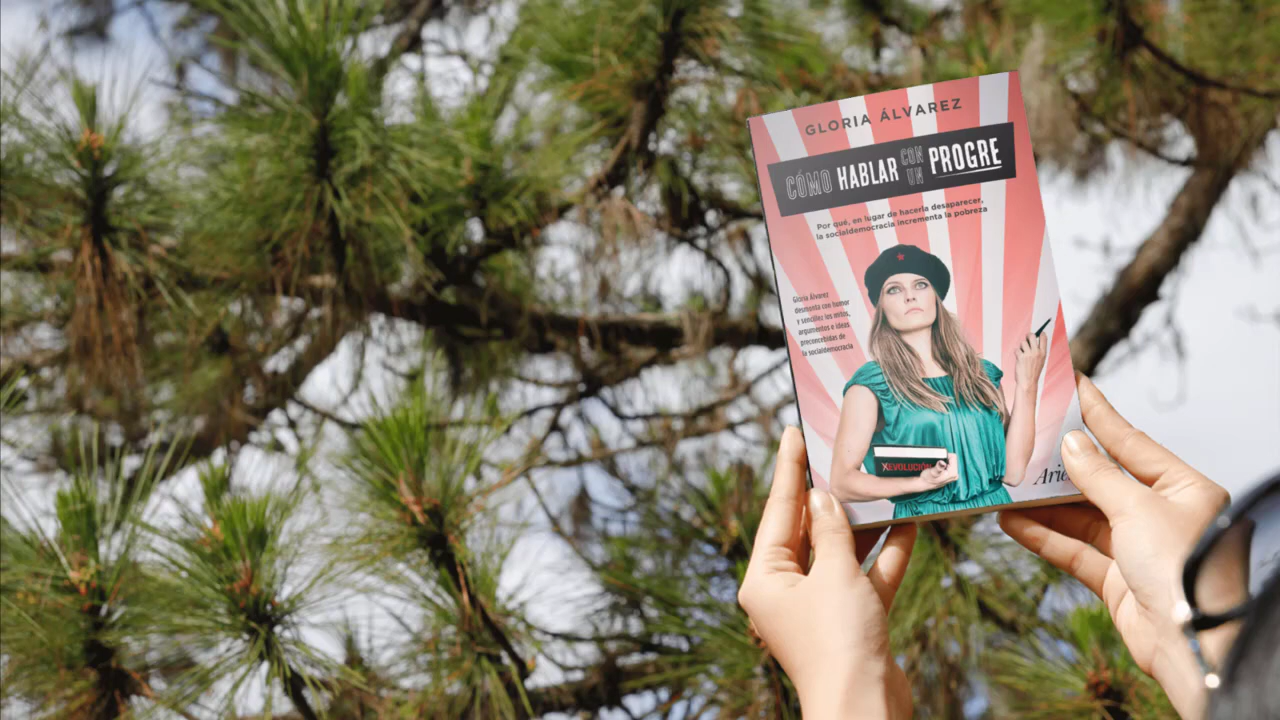 GLORIA ÁLVAREZ
CÓMO HABLAR CON UN PROGRE
Por qué, en lugar de hacerla desaparecer,
la socialdemocracia incrementa la pobreza
Gloria Álvarez
desmonta con humor
y sencillez los mitos,
argumentos e ideas
preconcebidas de
la socialdemocracia
REVOLUCIÓN